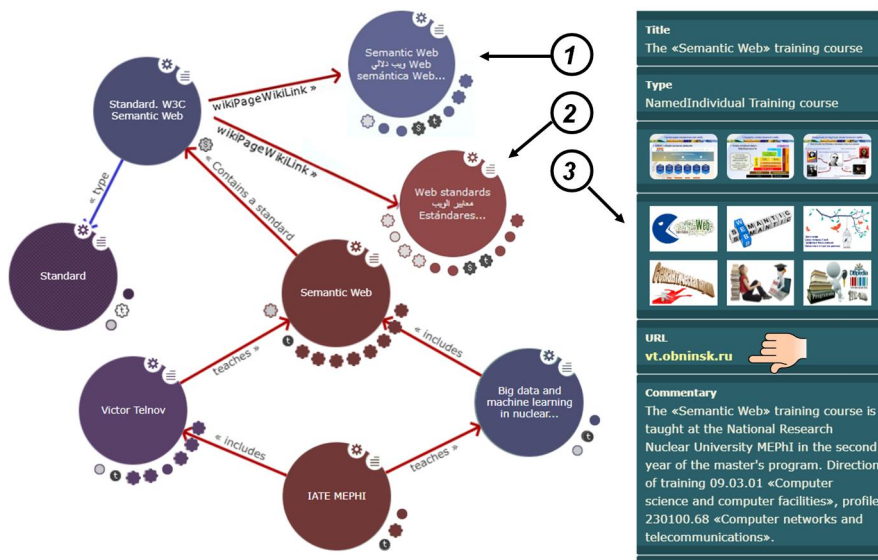 Semantic Web
ويب دلالي Web
semántica Web...
1
Standard. W3C
Semantic Web
wikiPageWikiLink »
wikiPageWikiLink »
2
Web standards
معايير الويب
Estándares...
3
« type
« Contains a standard
Standard
Semantic Web
teaches »
« includes
Victor Telnov
Big data and
machine learning
in nuclear...
« includes
teaches »
IATE MEPHI
Title
The «Semantic Web» training course
Type
NamedIndividual Training course
URL
vt.obninsk.ru
Commentary
The «Semantic Web» training course is
taught at the National Research
Nuclear University MEPhI in the second
year of the master's program. Direction
of training 09.03.01 «Computer
science and computer facilities», profile
230100.68 «Computer networks and
telecommunications».